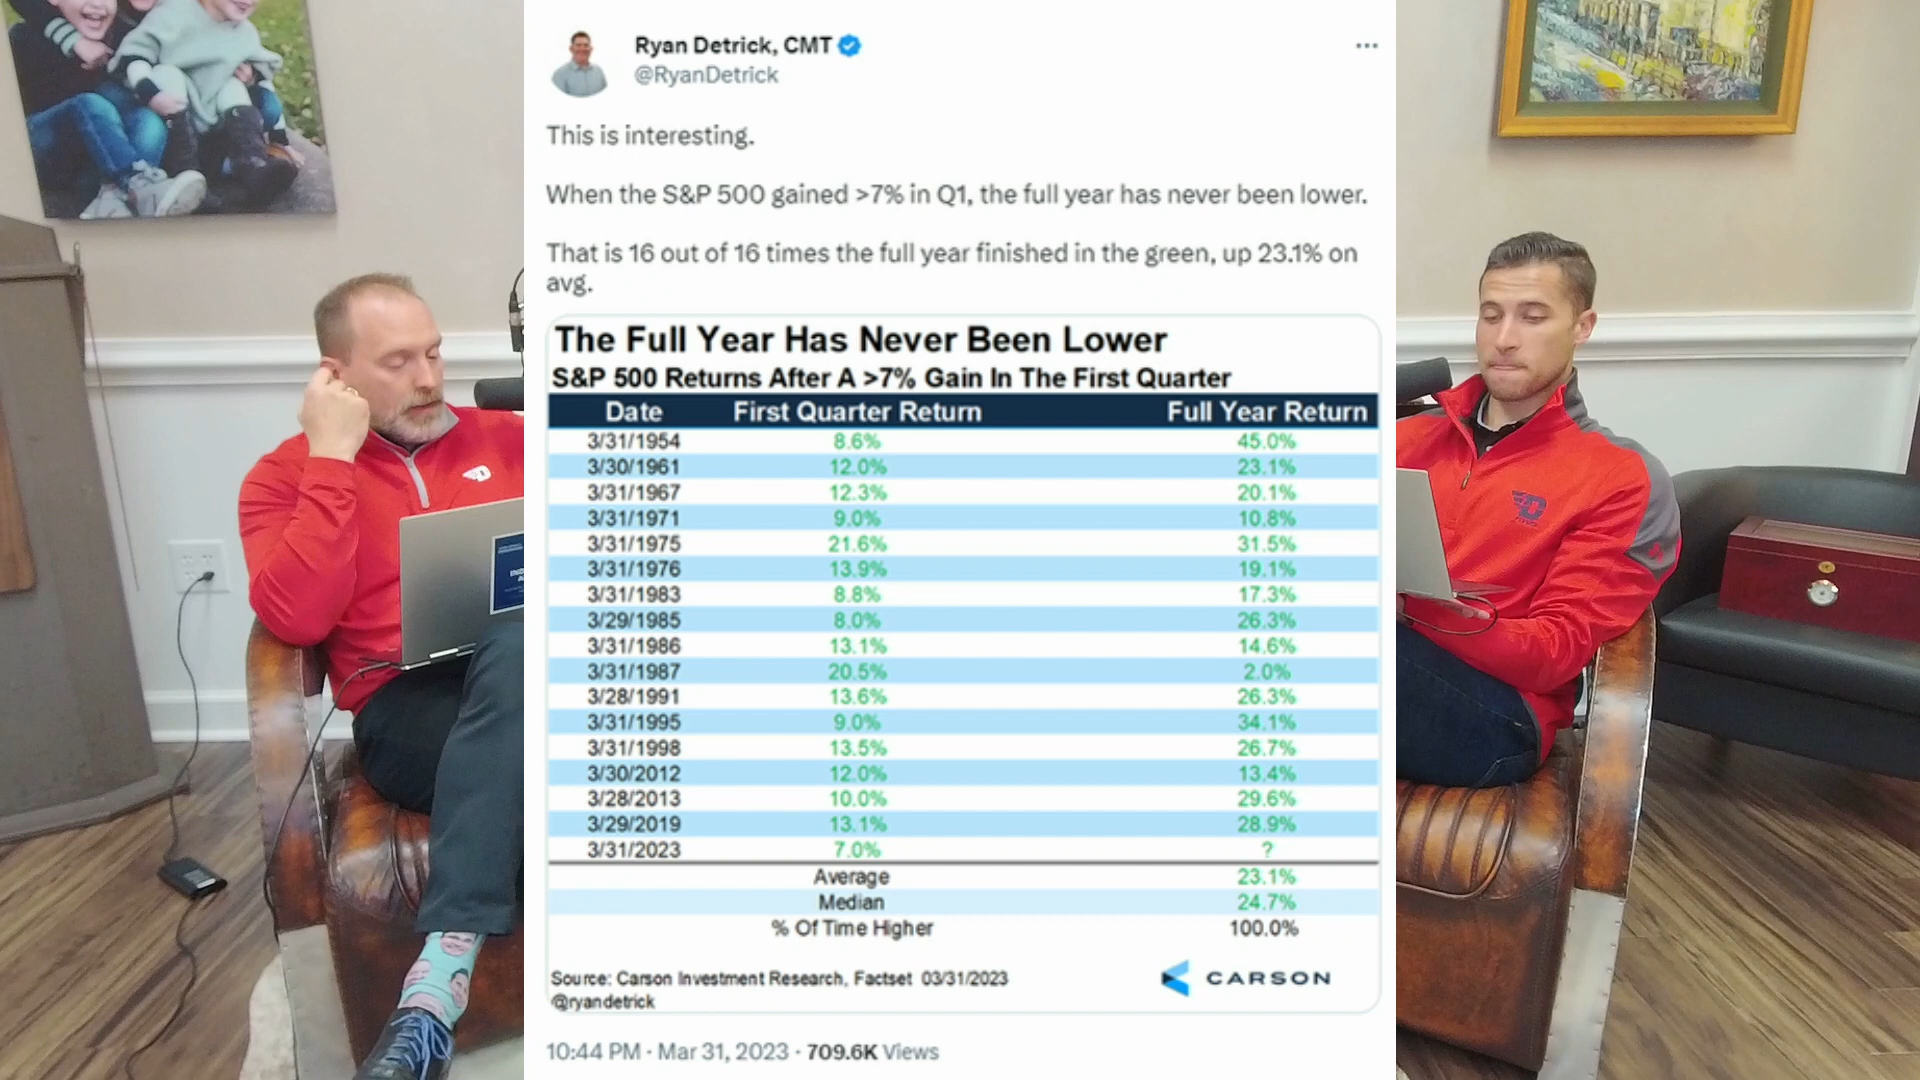 Ryan Detrick, CMT
@RyanDetrick
This is interesting.
When the S&P 500 gained >7% in Q1, the full year has never been lower.
That is 16 out of 16 times the full year finished in the green, up 23.1% on
avg.
The Full Year Has Never Been Lower
S&P 500 Returns After A >7% Gain In The First Quarter
Date First Quarter Return Full Year Return
3/31/1954 8.6% 45.0%
3/30/1961 12.0% 23.1%
3/31/1967 12.3% 20.1%
3/31/1971 9.0% 10.8%
3/31/1975 21.6% 31.5%
3/31/1976 13.9% 19.1%
3/31/1983 8.8% 17.3%
3/29/1985 8.0% 26.3%
3/31/1986 13.1% 14.6%
3/31/1987 20.5% 2.0%
3/28/1991 13.6% 26.3%
3/31/1995 9.0% 34.1%
3/31/1998 13.5% 26.7%
3/30/2012 12.0% 13.4%
3/28/2013 10.0% 29.6%
3/29/2019 13.1% 28.9%
3/31/2023 7.0% ?
Average 23.1%
Median 24.7%
% Of Time Higher 100.0%
Source: Carson Investment Research, Factset 03/31/2023
@ryandetrick
CARSON
10:44 PM · Mar 31, 2023 · 709.6K Views